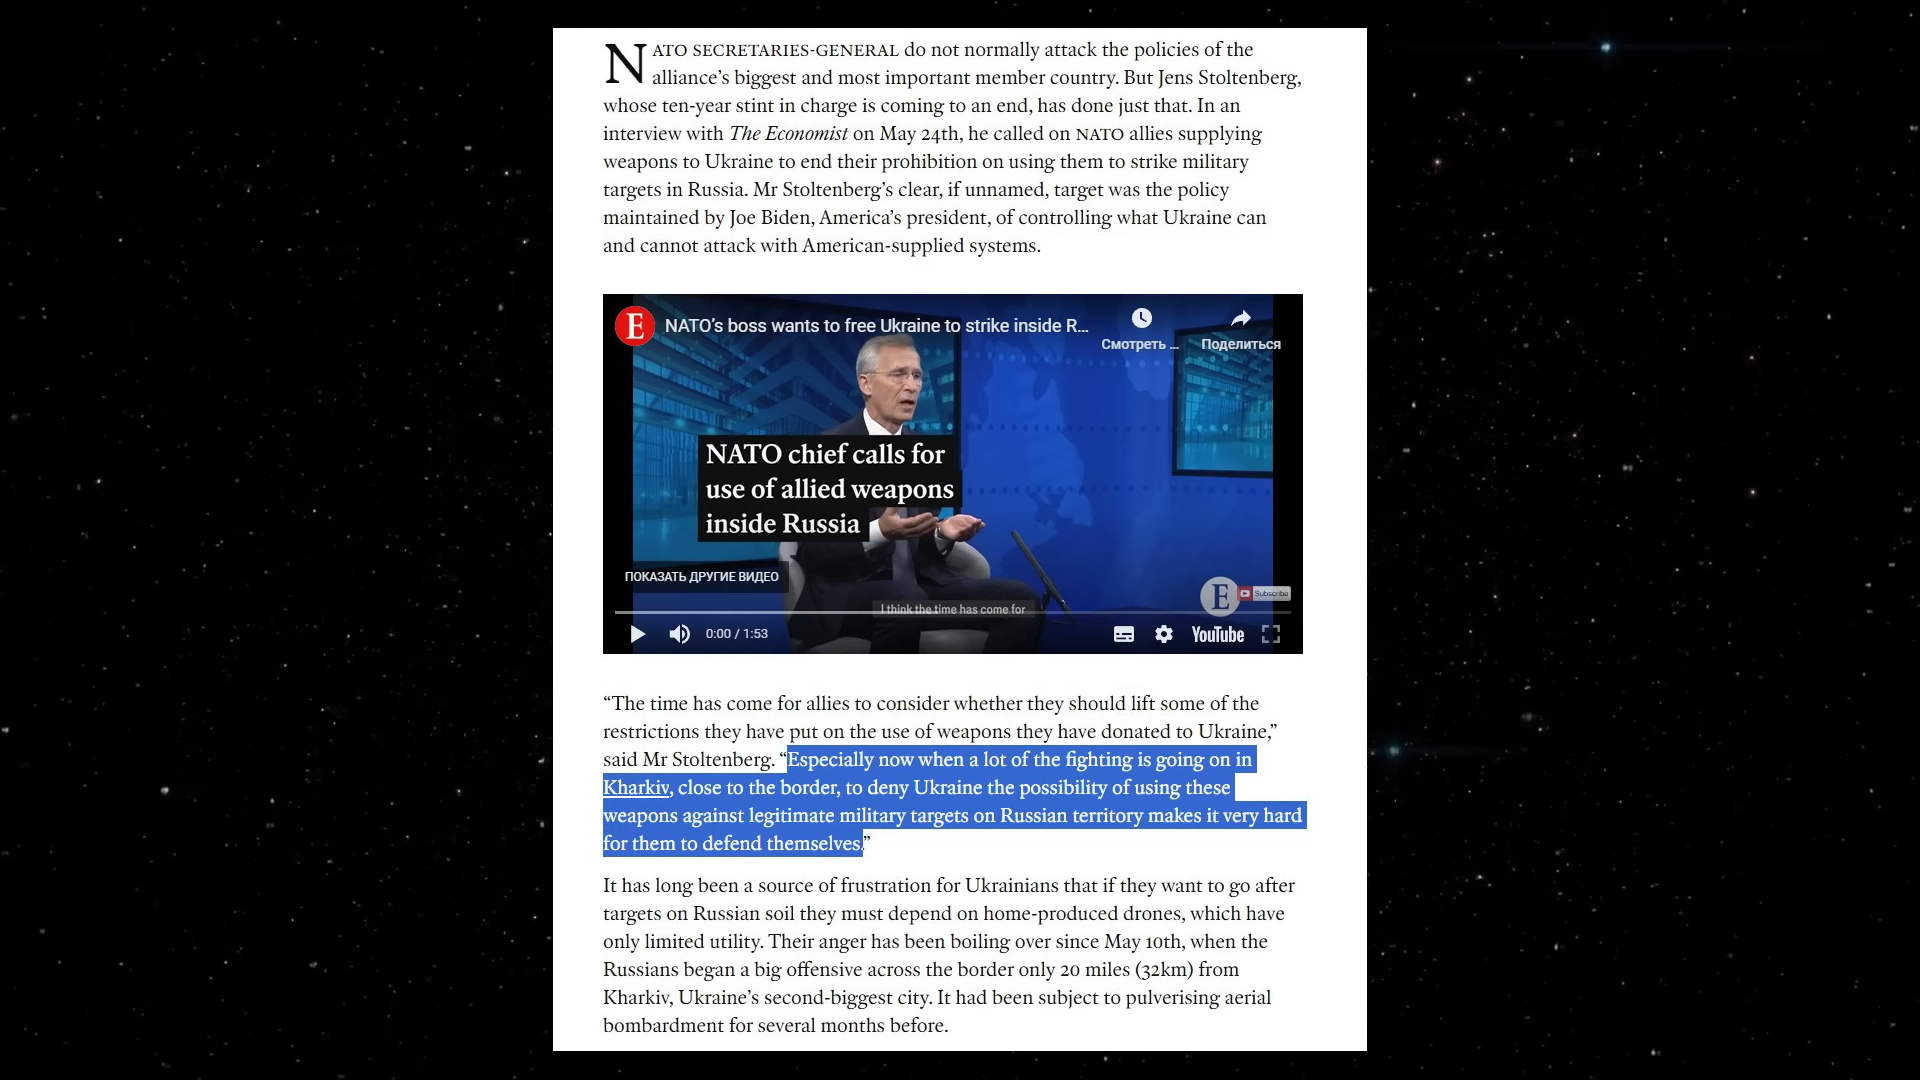 NATO SECRETARIES-GENERAL do not normally attack the policies of the
alliance’s biggest and most important member country. But Jens Stoltenberg,
whose ten-year stint in charge is coming to an end, has done just that. In an
interview with The Economist on May 24th, he called on NATO allies supplying
weapons to Ukraine to end their prohibition on using them to strike military
targets in Russia. Mr Stoltenberg’s clear, if unnamed, target was the policy
maintained by Joe Biden, America’s president, of controlling what Ukraine can
and cannot attack with American-supplied systems.
E
NATO’s boss wants to free Ukraine to strike inside R...
Смотреть ...
Поделиться
NATO chief calls for
use of allied weapons
inside Russia
ПОКАЗАТЬ ДРУГИЕ ВИДЕО
E
Subscribe
I think the time has come for
0:00 / 1:53
YouTube
“The time has come for allies to consider whether they should lift some of the
restrictions they have put on the use of weapons they have donated to Ukraine,”
said Mr Stoltenberg. “Especially now when a lot of the fighting is going on in
Kharkiv, close to the border, to deny Ukraine the possibility of using these
weapons against legitimate military targets on Russian territory makes it very hard
for them to defend themselves.”
It has long been a source of frustration for Ukrainians that if they want to go after
targets on Russian soil they must depend on home-produced drones, which have
only limited utility. Their anger has been boiling over since May 10th, when the
Russians began a big offensive across the border only 20 miles (32km) from
Kharkiv, Ukraine’s second-biggest city. It had been subject to pulverising aerial
bombardment for several months before.